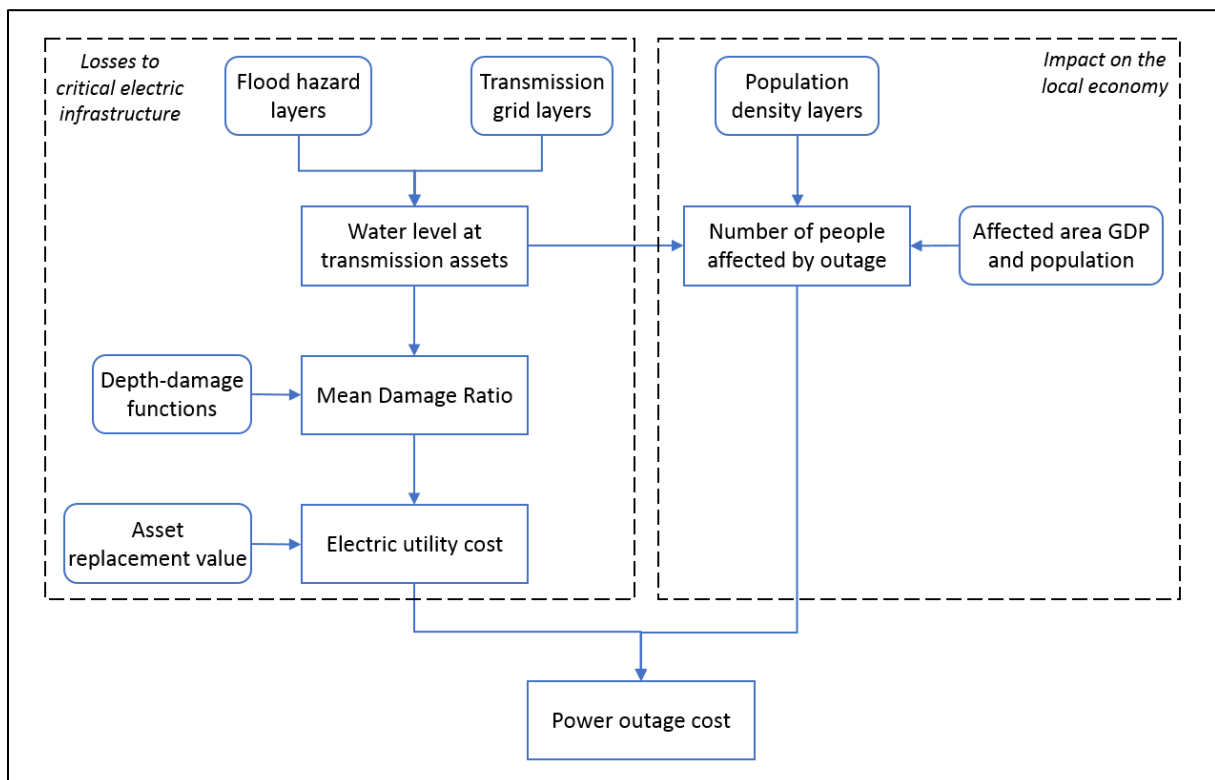 Losses to
critical electric
infrastructure
Flood hazard
layers
Transmission
grid layers
Population
density layers
Impact on the
local economy
Water level at
transmission assets
Number of people
affected by outage
Affected area GDP
and population
Depth-damage
functions
Mean Damage Ratio
Asset
replacement value
Electric utility cost
Power outage cost